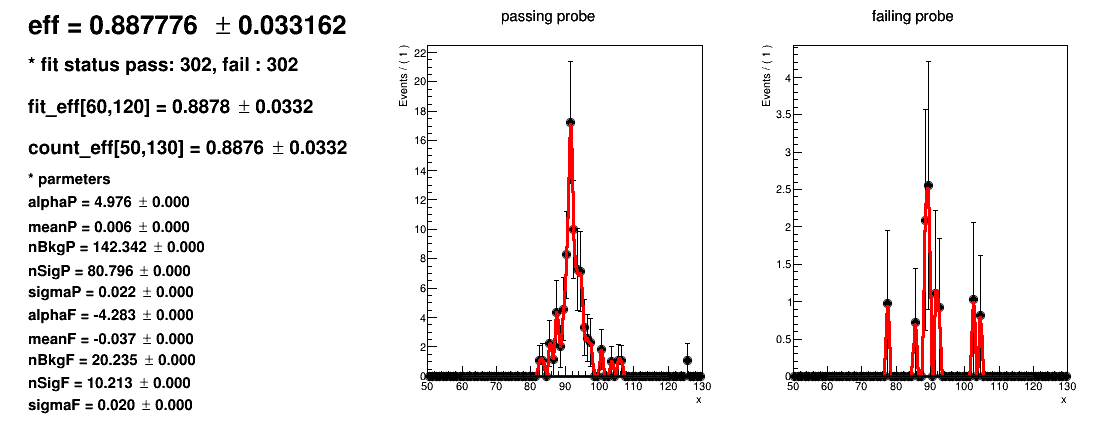 eff = 0.887776 ± 0.033162
* fit status pass: 302, fail : 302
fit_eff[60,120] = 0.8878 ± 0.0332
count_eff[50,130] = 0.8876 ± 0.0332
* parmeters
alphaP = 4.976 ± 0.000
meanP = 0.006 ± 0.000
nBkgP = 142.342 ± 0.000
nSigP = 80.796 ± 0.000
sigmaP = 0.022 ± 0.000
alphaF = -4.283 ± 0.000
meanF = -0.037 ± 0.000
nBkgF = 20.235 ± 0.000
nSigF = 10.213 ± 0.000
sigmaF = 0.020 ± 0.000
passing probe
Events / ( 1 )
22
20
18
16
14
12
10
8
6
4
2
0
50 60 70 80 90 100 110 120 130
x
failing probe
Events / ( 1 )
4
3.5
3
2.5
2
1.5
1
0.5
0
50 60 70 80 90 100 110 120 130
x